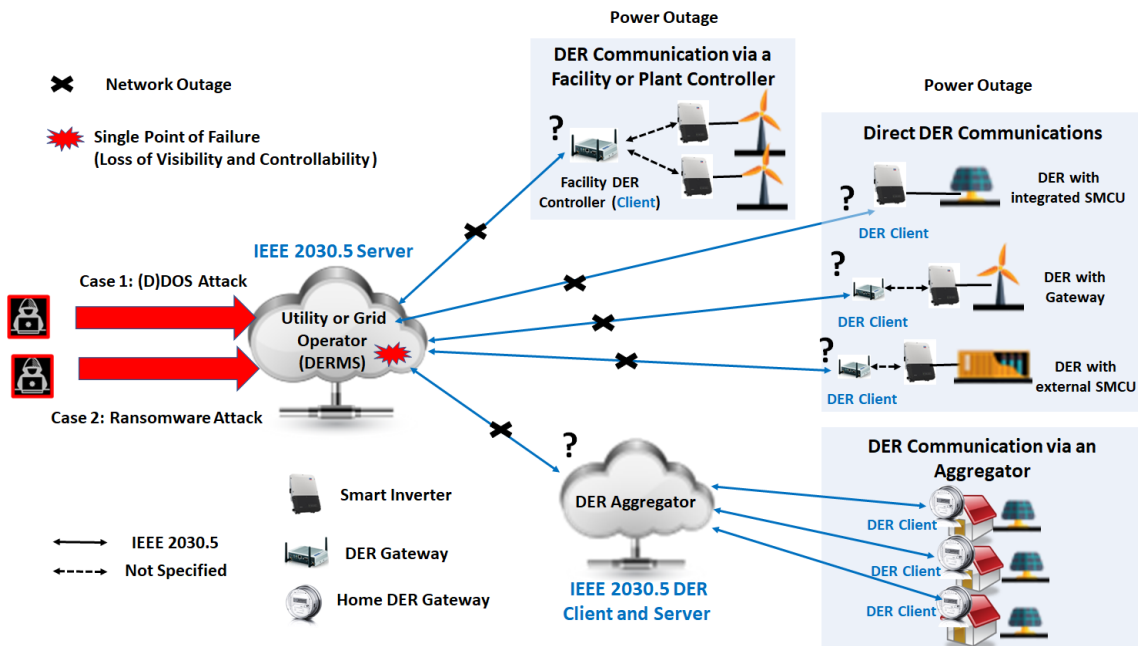 Power Outage
DER Communication via a
Facility or Plant Controller
?
Facility DER
Controller (Client)
Network Outage
Single Point of Failure
(Loss of Visibility and Controllability)
Power Outage
Direct DER Communications
?
DER with
integrated SMCU
DER Client
?
DER with
Gateway
DER Client
?
DER with
external SMCU
DER Client
IEEE 2030.5 Server
Case 1: (D)DOS Attack
Utility or Grid
Operator
(DERMS)
Case 2: Ransomware Attack
?
DER Aggregator
IEEE 2030.5 DER
Client and Server
DER Communication via an
Aggregator
DER Client
DER Client
DER Client
Smart Inverter
IEEE 2030.5
DER Gateway
Not Specified
Home DER Gateway